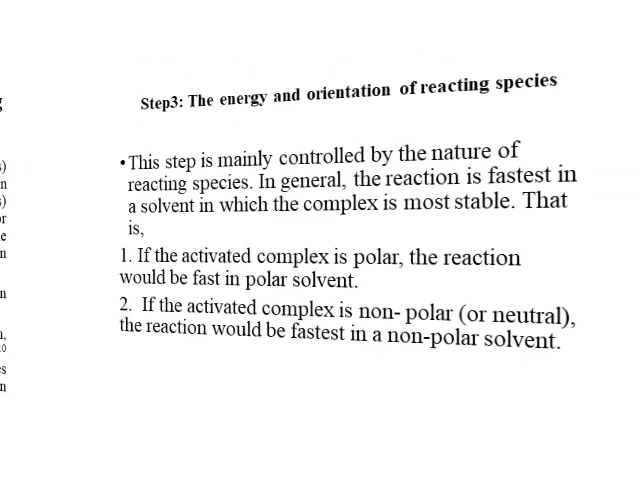 Step3: The energy and orientation of reacting species
•This step is mainly controlled by the nature of
reacting species. In general, the reaction is fastest in
a solvent in which the complex is most stable. That
is,
1. If the activated complex is polar, the reaction
would be fast in polar solvent.
2. If the activated complex is non- polar (or neutral),
the reaction would be fastest in a non-polar solvent.